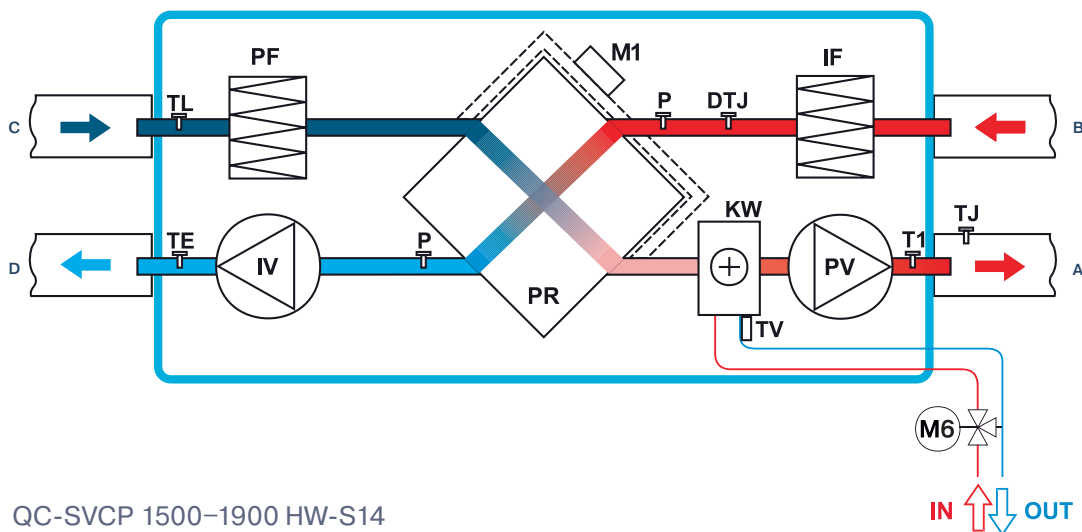 PF
M1
IF
TL
P
DTJ
C
B
KW
TJ
TE
P
T1
IV
PV
D
A
PR
TV
M6
QC-SVCP 1500–1900 HW-S14
IN
OUT